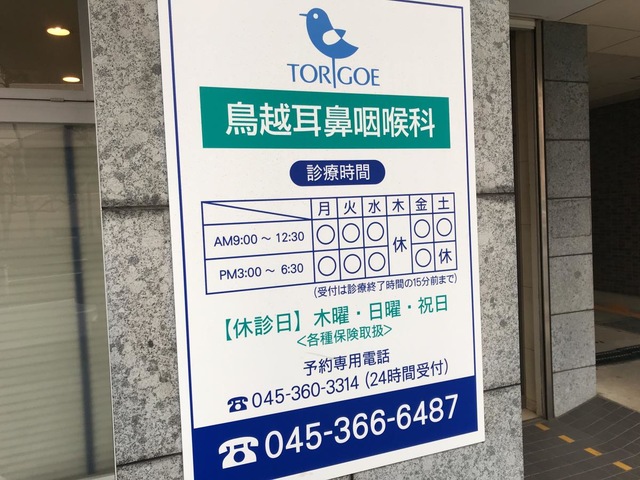 TORIGOE
鳥越耳鼻咽喉科
診療時間
月 火 水 木 金 土
AM9:00 ～ 12:30 ○ ○ ○ 休 ○ ○
PM3:00 ～ 6:30 ○ ○ ○ ○ 休
(受付は診療終了時間の15分前まで)
【休診日】木曜・日曜・祝日
<各種保険取扱>
予約専用電話
☎045-360-3314 (24時間受付)
☎045-366-6487